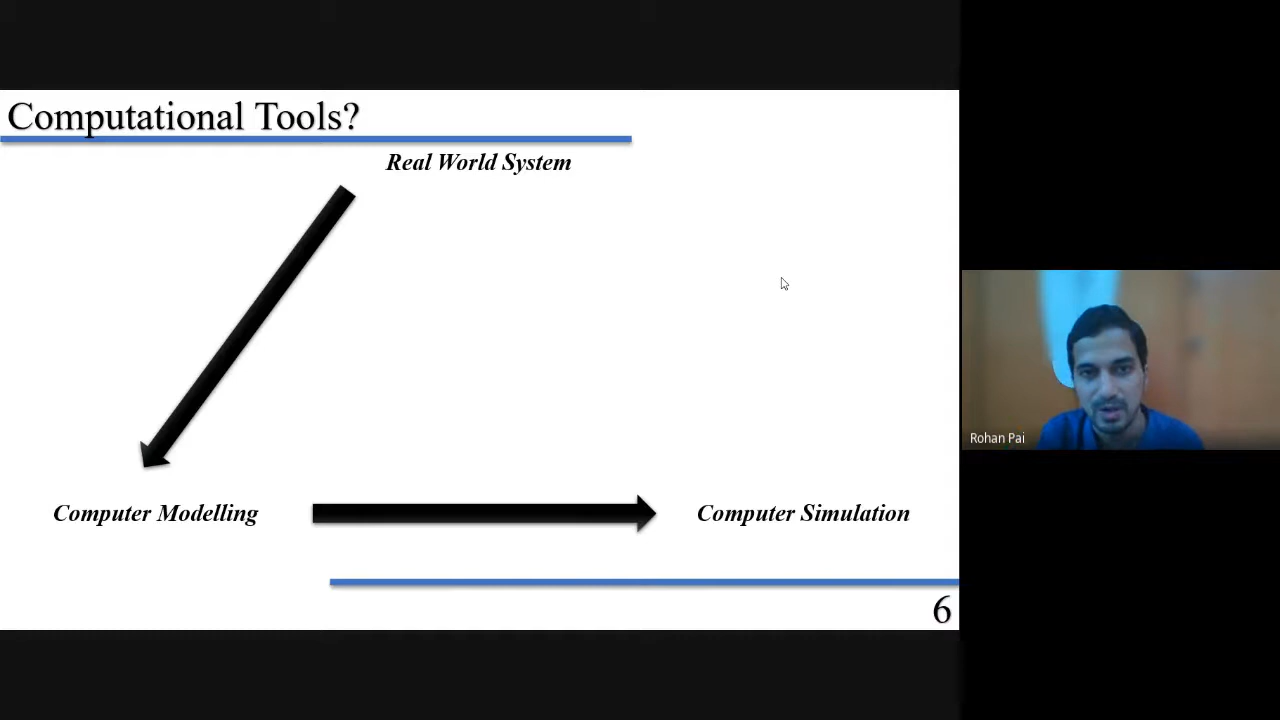 Computational Tools?
Real World System
Computer Modelling
Computer Simulation
6
Rohan Pai